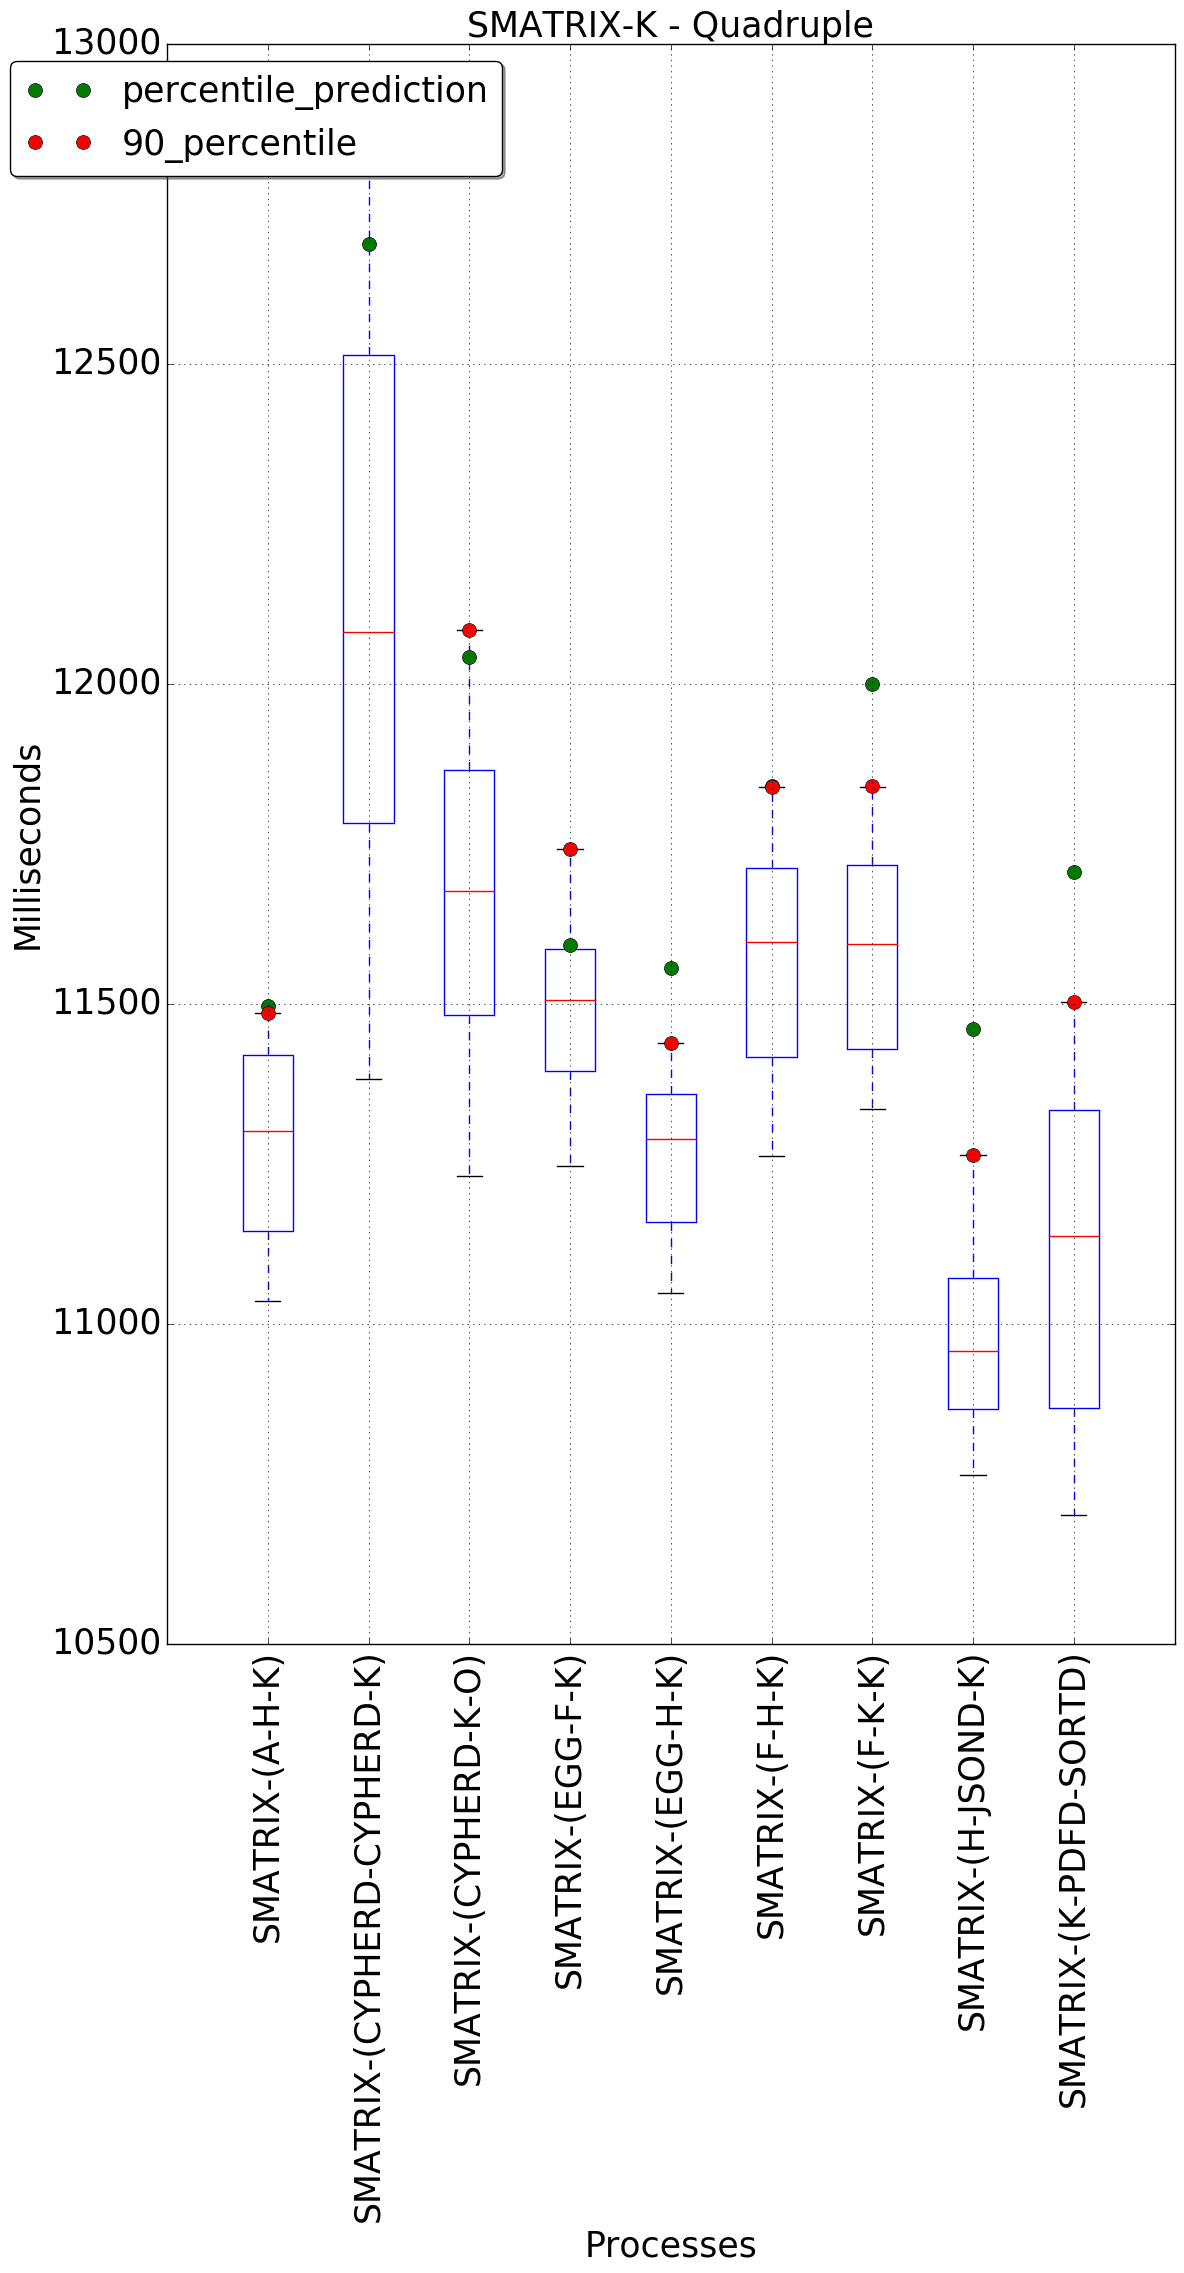 SMATRIX-K - Quadruple
13000
percentile_prediction
90_percentile
12500
12000
11500
11000
10500
Milliseconds
SMATRIX-(A-H-K)
SMATRIX-(CYPHERD-CYPHERD-K)
SMATRIX-(CYPHERD-K-O)
SMATRIX-(EGG-F-K)
SMATRIX-(EGG-H-K)
SMATRIX-(F-H-K)
SMATRIX-(F-K-K)
SMATRIX-(H-JSOND-K)
SMATRIX-(K-PDFD-SORTD)
Processes